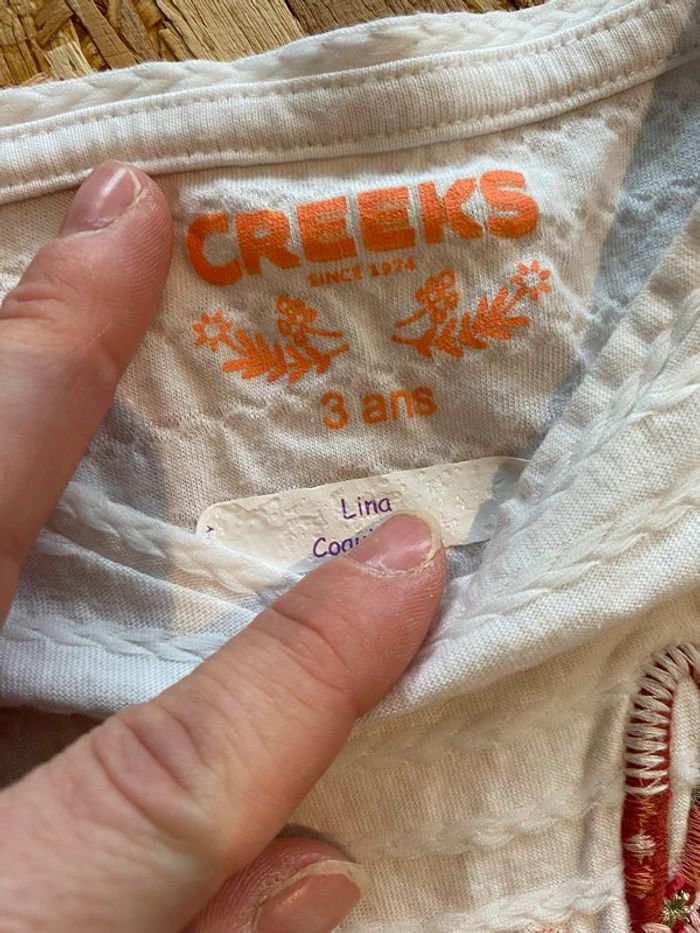 CREEKS
SINCE 1974
3 ans
Lina